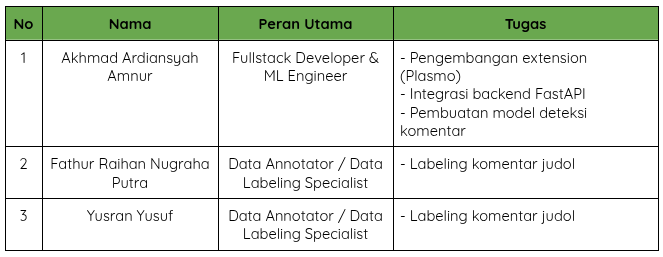 No Nama Peran Utama Tugas
1 Akhmad Ardiansyah Amnur Fullstack Developer & ML Engineer - Pengembangan extension (Plasmo)
- Integrasi backend FastAPI
- Pembuatan model deteksi komentar
2 Fathur Raihan Nugraha Putra Data Annotator / Data Labeling Specialist - Labeling komentar judol
3 Yusran Yusuf Data Annotator / Data Labeling Specialist - Labeling komentar judol